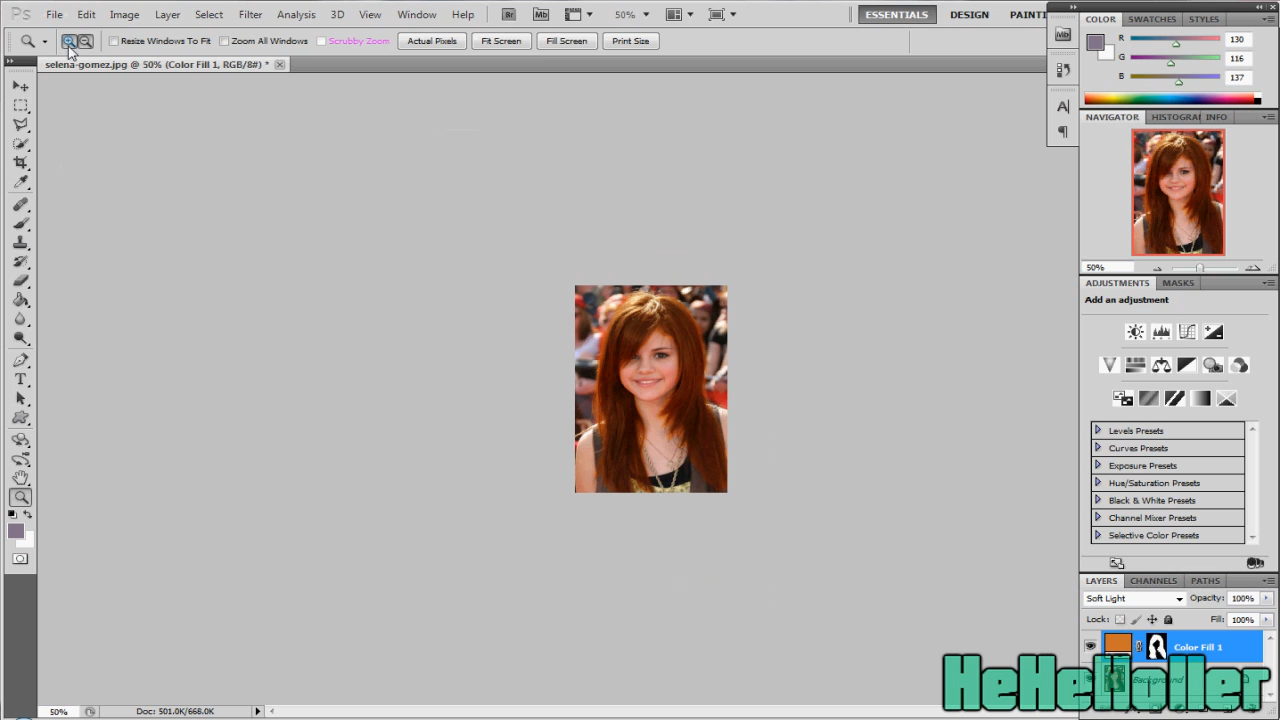 PS File Edit Image Layer Select Filter Analysis 3D View Window Help Br Mb 50% ESSENTIALS DESIGN
Resize Windows To Fit Zoom All Windows Scrubby Zoom Actual Pixels Fit Screen Fill Screen Print Size
selena-gomez.jpg @ 50% (Color Fill 1, RGB/8#) *
Mb
A
COLOR SWATCHES STYLES
R 130
G 116
B 137
NAVIGATOR INFO
50%
ADJUSTMENTS MASKS
Add an adjustment
Levels Presets
Curves Presets
Exposure Presets
Hue/Saturation Presets
Black & White Presets
Channel Mixer Presets
Selective Color Presets
LAYERS CHANNELS PATHS
Soft Light Opacity: 100%
Lock: Fill: 100%
Color Fill 1
Background
HeHeHoller
50% Doc: 501.0K/668.0K
T